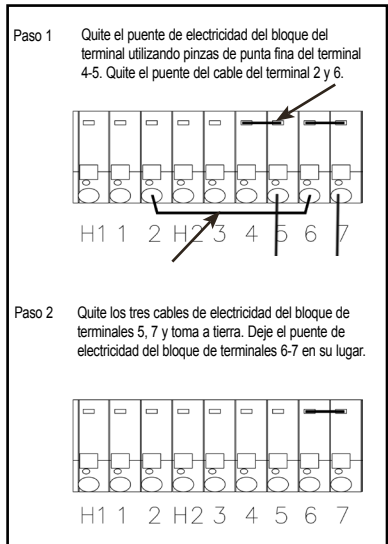 Paso 1 Quite el puente de electricidad del bloque del
terminal utilizando pinzas de punta fina del terminal
4-5. Quite el puente del cable del terminal 2 y 6.
H1 1 2 H2 3 4 5 6 7
Paso 2 Quite los tres cables de electricidad del bloque de
terminales 5, 7 y toma a tierra. Deje el puente de
electricidad del bloque de terminales 6-7 en su lugar.
H1 1 2 H2 3 4 5 6 7